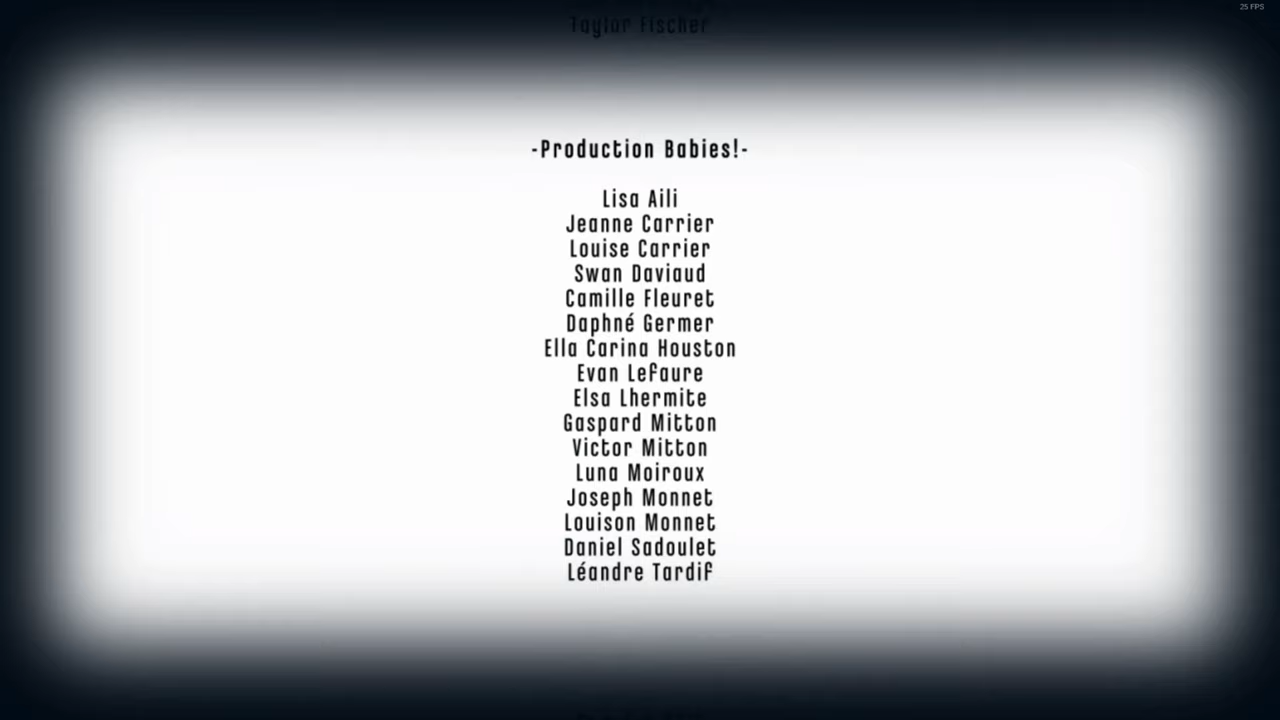 25 FPS
Taylor Fischer
-Production Babies!-
Lisa Aili
Jeanne Carrier
Louise Carrier
Swan Daviaud
Camille Fleuret
Daphné Germer
Ella Carina Houston
Evan Lefaure
Elsa Lhermite
Gaspard Mitton
Victor Mitton
Luna Moiroux
Joseph Monnet
Louison Monnet
Daniel Sadoulet
Léandre Tardif